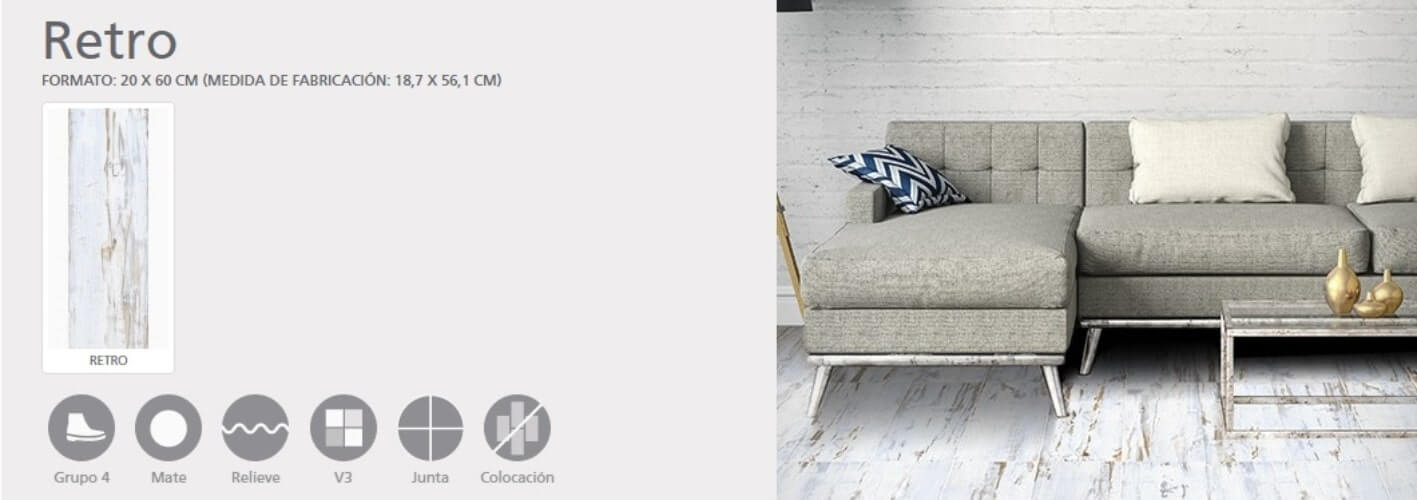 Retro
FORMATO: 20 X 60 CM (MEDIDA DE FABRICACIÓN: 18,7 X 56,1 CM)
RETRO
Grupo 4 Mate Relieve V3 Junta Colocación